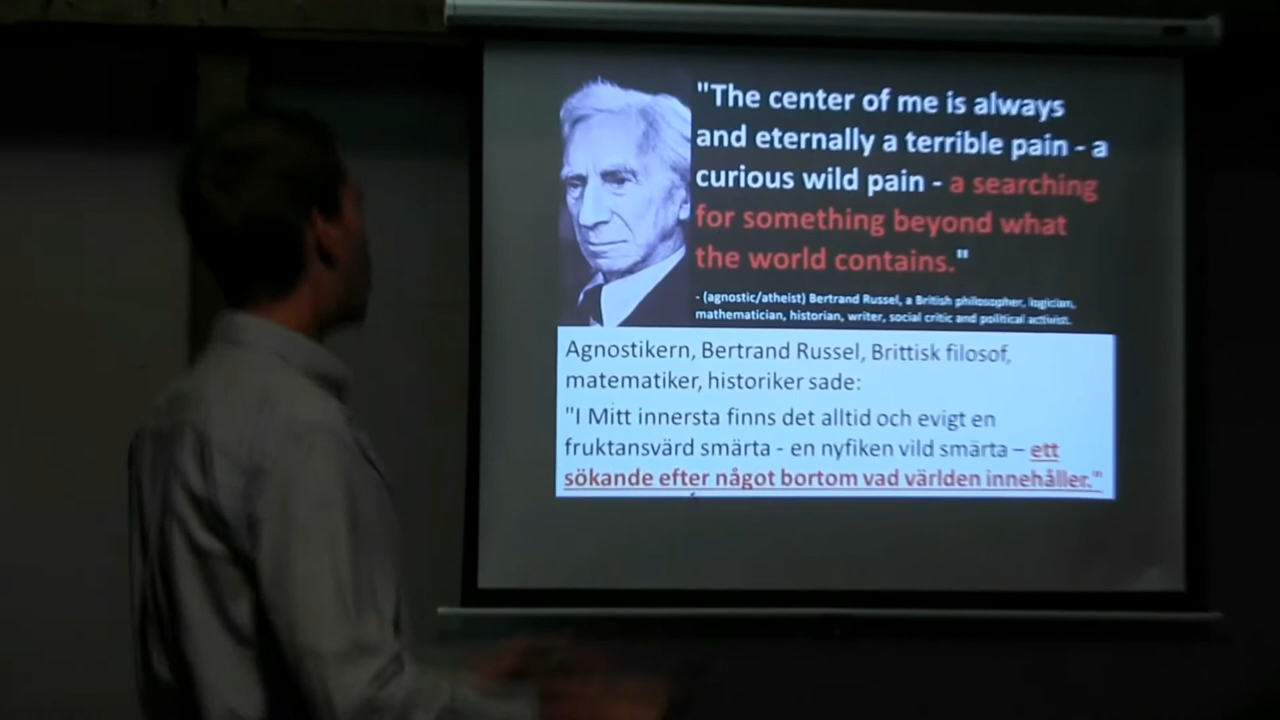 "The center of me is always
and eternally a terrible pain - a
curious wild pain - a searching
for something beyond what
the world contains."
- (agnostic/atheist) Bertrand Russel, a British philosopher, logician,
mathematician, historian, writer, social critic and political activist.
Agnostikern, Bertrand Russel, Brittisk filosof,
matematiker, historiker sade:
"I Mitt innersta finns det alltid och evigt en
fruktansvärd smärta - en nyfiken vild smärta – ett
sökande efter något bortom vad världen innehåller."